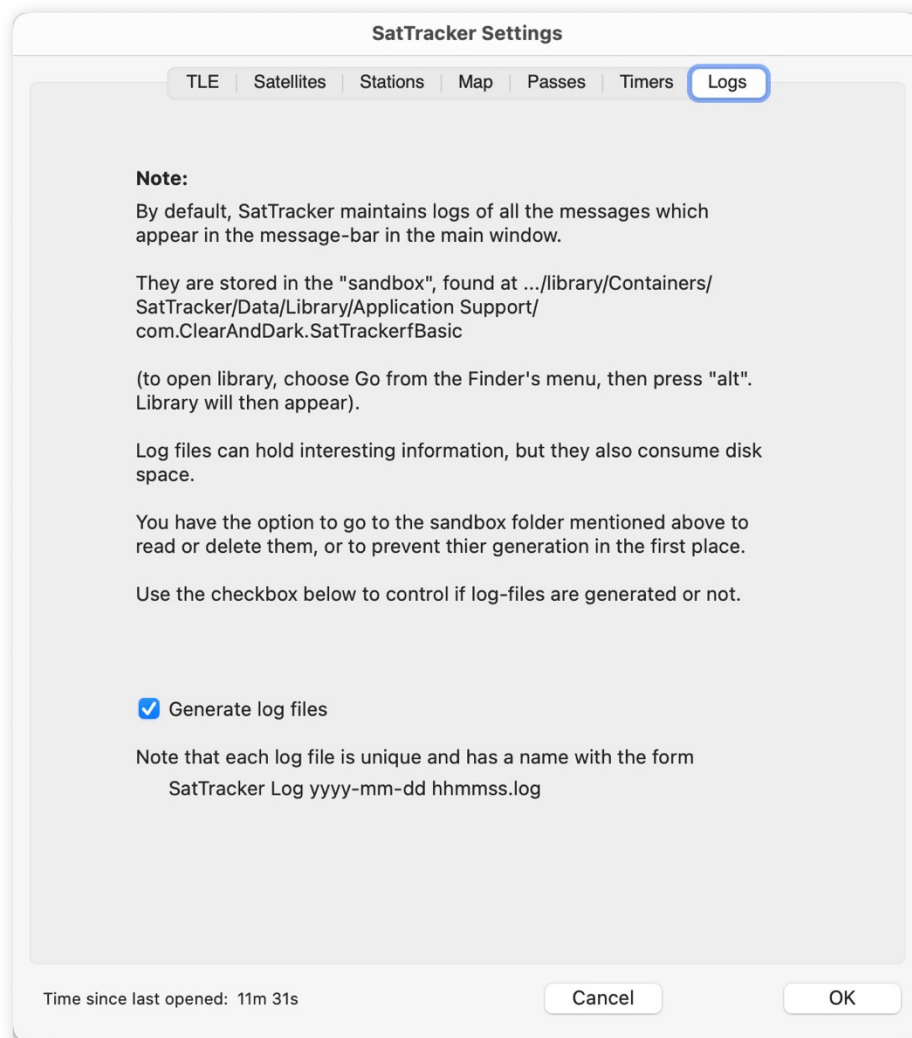 SatTracker Settings
TLE Satellites Stations Map Passes Timers Logs
Note:
By default, SatTracker maintains logs of all the messages which
appear in the message-bar in the main window.
They are stored in the "sandbox", found at .../library/Containers/
SatTracker/Data/Library/Application Support/
com.ClearAndDark.SatTrackerfBasic
(to open library, choose Go from the Finder's menu, then press "alt".
Library will then appear).
Log files can hold interesting information, but they also consume disk
space.
You have the option to go to the sandbox folder mentioned above to
read or delete them, or to prevent thier generation in the first place.
Use the checkbox below to control if log-files are generated or not.
Generate log files
Note that each log file is unique and has a name with the form
SatTracker Log yyyy-mm-dd hhmmss.log
Time since last opened: 11m 31s Cancel OK